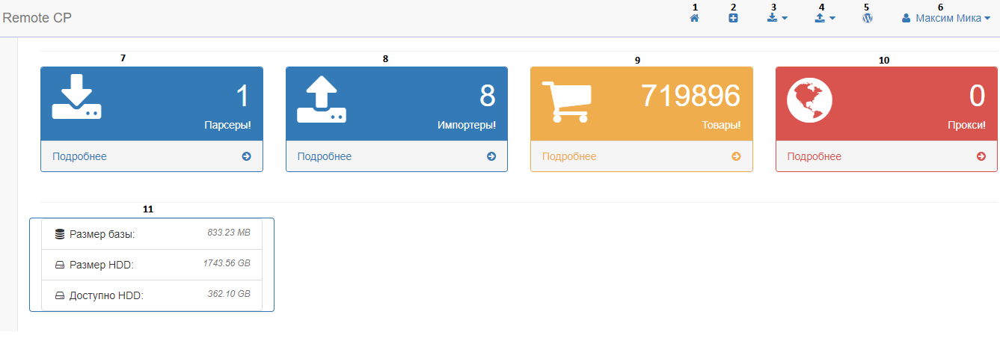 1 2 3 4 5 6
Remote CP Максим Мика
7 8 9 10
1 8 719896 0
Парсеры! Импортеры! Товары! Прокси!
Подробнее Подробнее Подробнее Подробнее
11
Размер базы: 833.23 MB
Размер HDD: 1743.56 GB
Доступно HDD: 362.10 GB